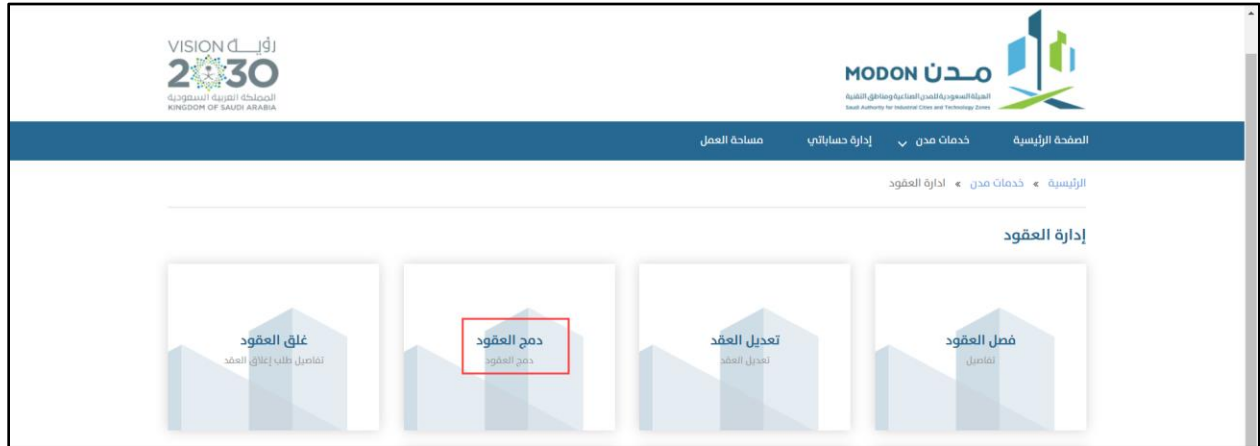 مدن MODON
الهيئة السعودية للمدن الصناعية ومناطق التقنية
Saudi Authority for Industrial Cities and Technology Zones
رؤيــة VISION
2030
المملكة العربية السعودية
KINGDOM OF SAUDI ARABIA
الصفحة الرئيسية
خدمات مدن
إدارة حساباتي
مساحة العمل
الرئيسية » خدمات مدن » ادارة العقود
إدارة العقود
فصل العقود
تفاصيل
تعديل العقد
تعديل العقد
دمج العقود
دمج العقود
غلق العقود
تفاصيل طلب إغلاق العقد